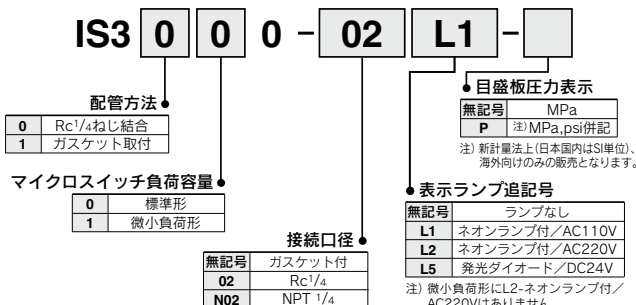 IS3 0 0 0 - 02 L1 -
配管方法
0 Rc1/4ねじ結合
1 ガスケット取付
マイクロスイッチ負荷容量
0 標準形
1 微小負荷形
接続口径
無記号 ガスケット付
02 Rc1/4
N02 NPT 1/4
目盛板圧力表示
無記号 MPa
P 注)MPa,psi併記
注) 新計量法上(日本国内はSI単位)、
海外向けのみの販売となります。
表示ランプ追記号
無記号 ランプなし
L1 ネオンランプ付／AC110V
L2 ネオンランプ付／AC220V
L5 発光ダイオード／DC24V
注) 微小負荷形にL2-ネオンランプ付／
AC220Vはありません